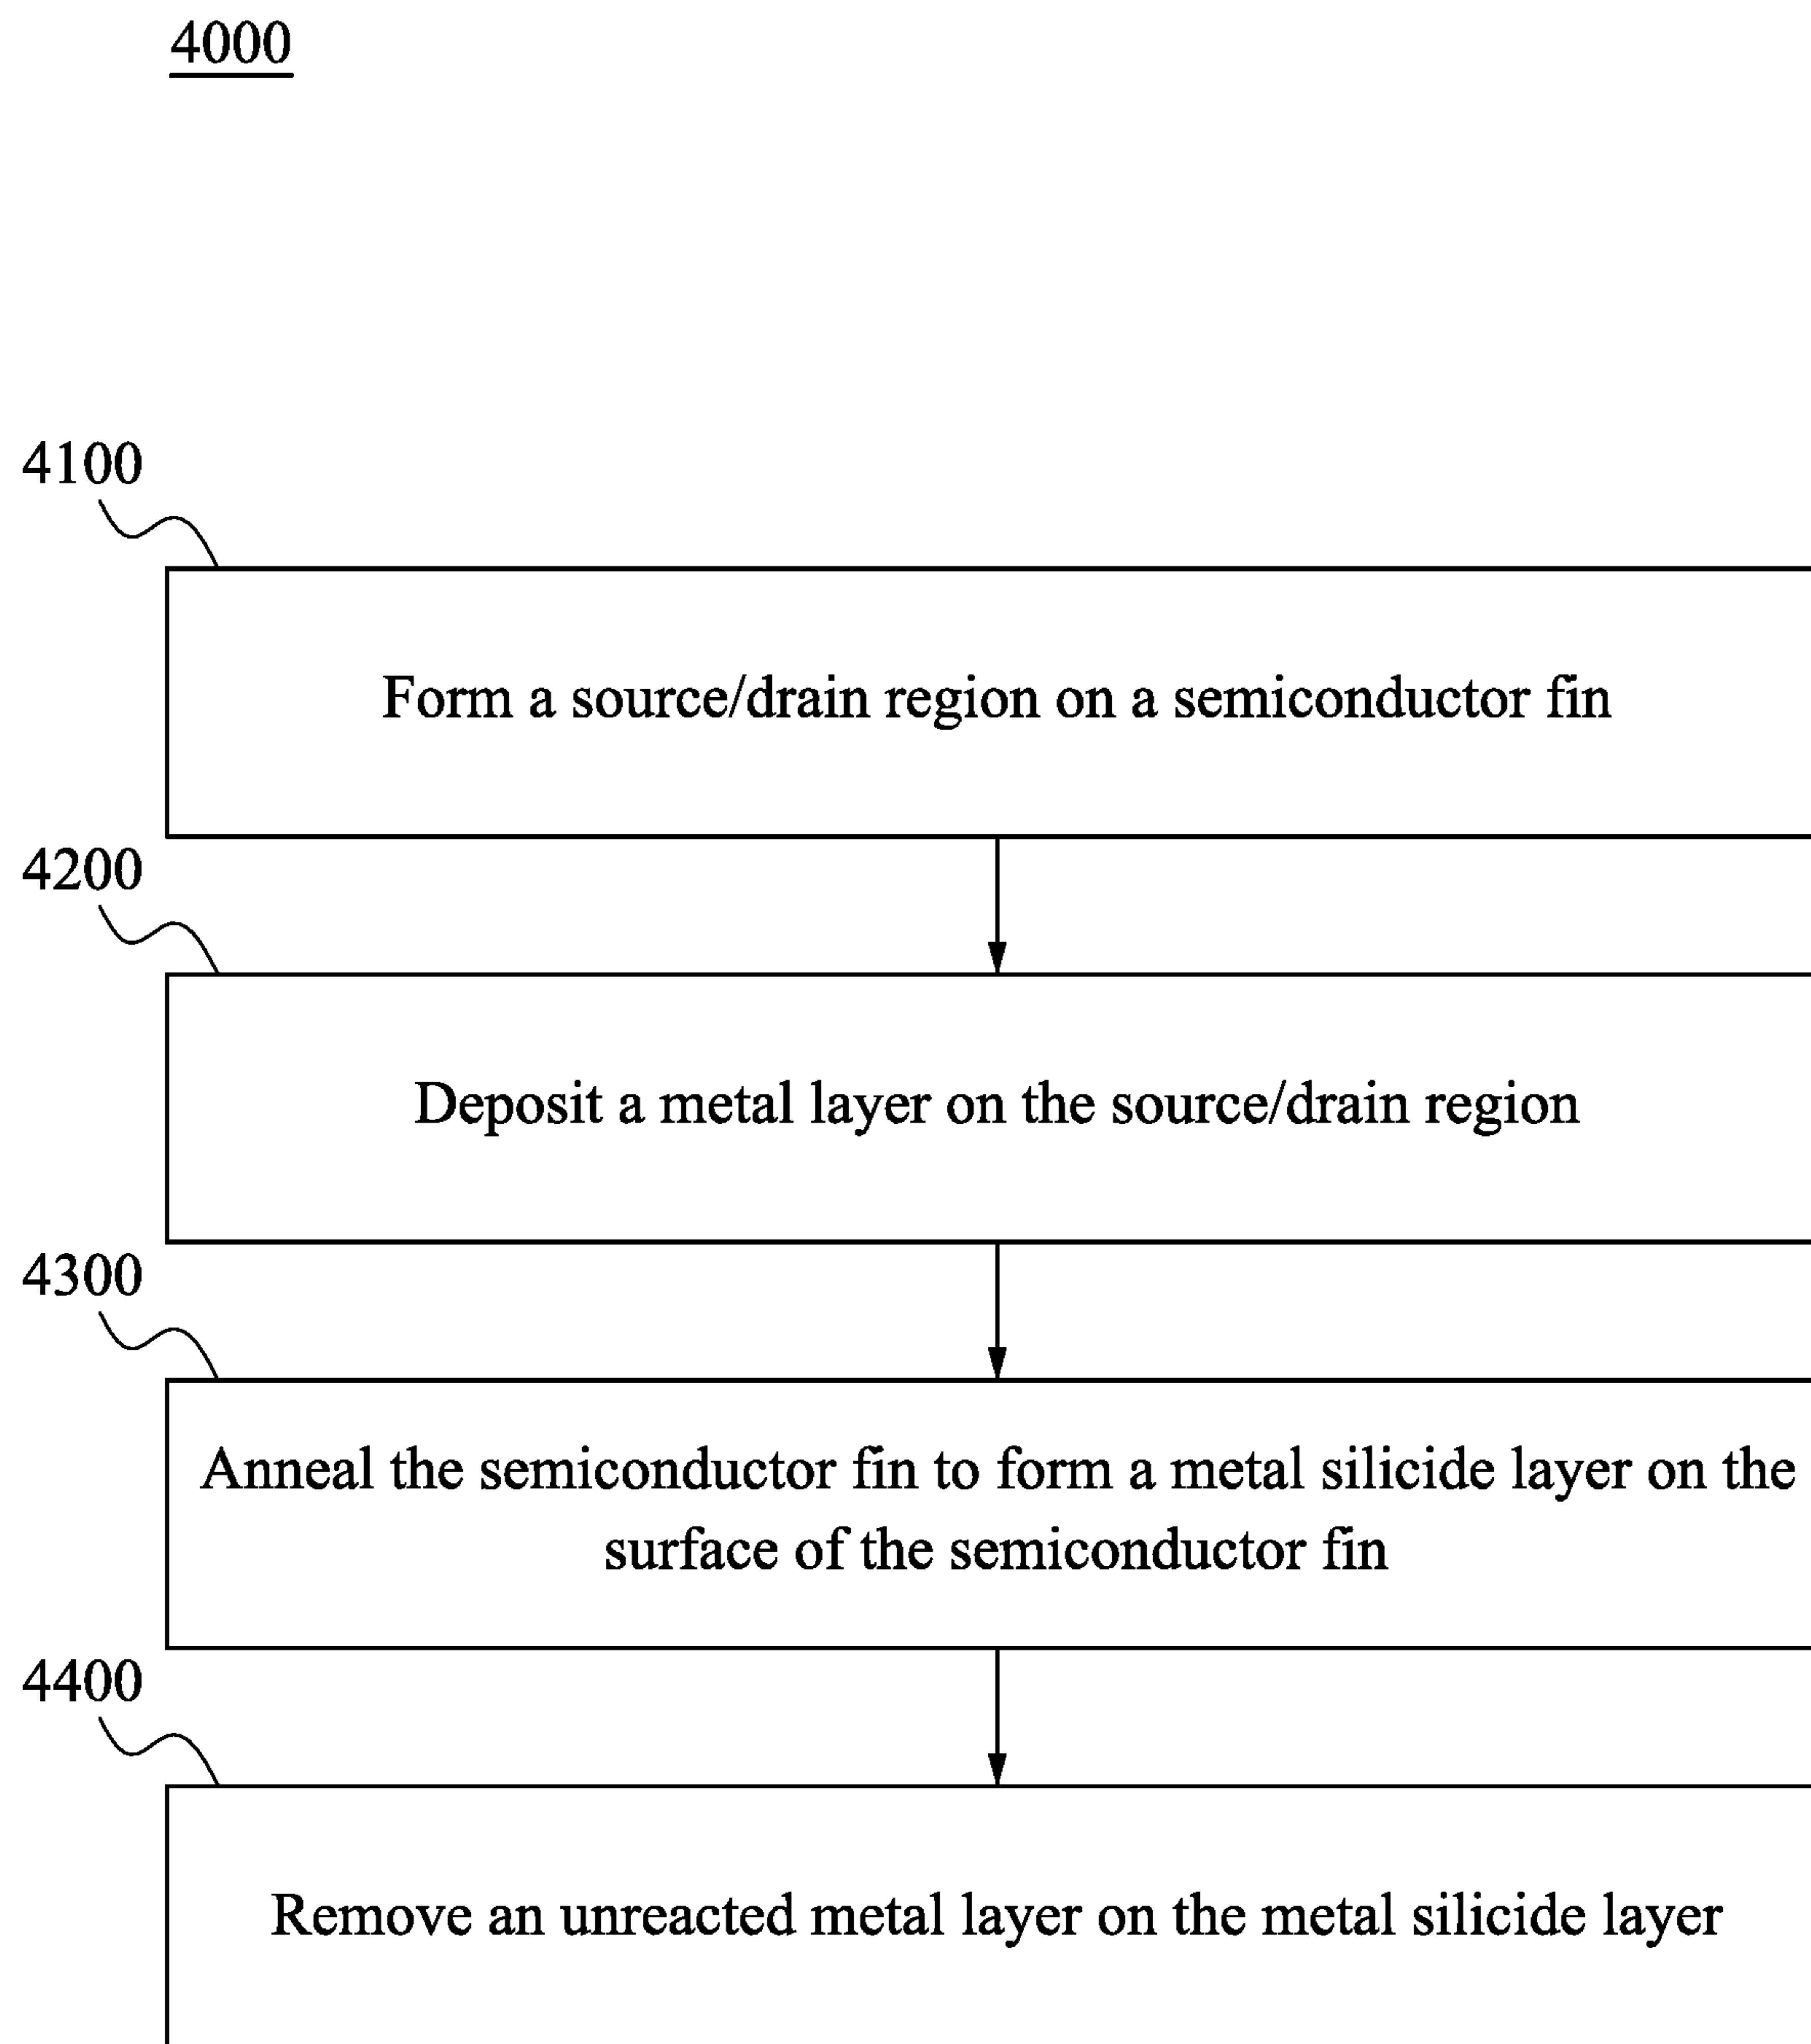 4000
4100
Form a source/drain region on a semiconductor fin
4200
Deposit a metal layer on the source/drain region
4300
Anneal the semiconductor fin to form a metal silicide layer on the
surface of the semiconductor fin
4400
Remove an unreacted metal layer on the metal silicide layer